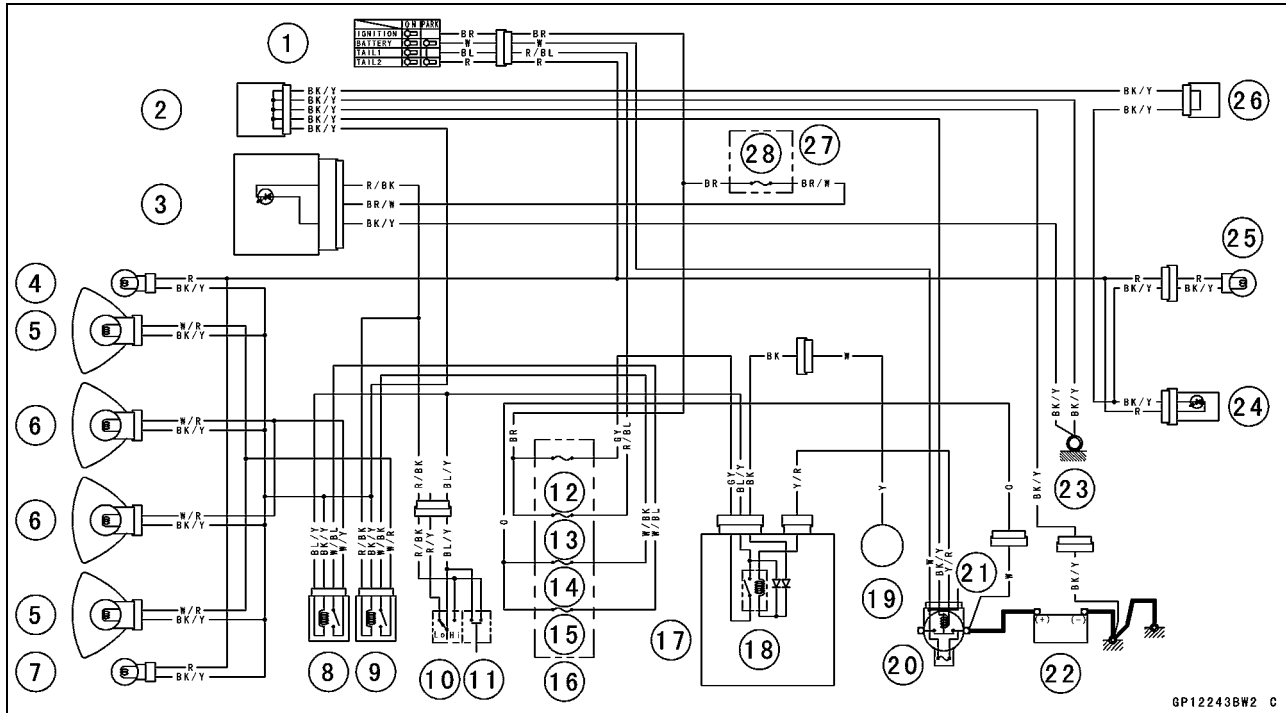 ON PARK
1
IGNITION BR BR
BATTERY W W
TAIL1 BL R/BL
TAIL2 R R
2
BK/Y
BK/Y
BK/Y
BK/Y
BK/Y
BK/Y
BK/Y
26
28
27
BR
BR/W
3
R/BK
BR/W
BK/Y
25
4
R
BK/Y
R R
BK/Y BK/Y
5
W/R
BK/Y
BK W
24
BK/Y
R
6
W/R
BK/Y
BR
GY
R/BL
BK/Y
BK/Y
23
R/BK
BL/Y
12
GY
BL/Y
BK
Y/R
Y
O
BK/Y
6
W/R
BK/Y
O
W/BK
W/BL
13
BL/Y
BK/Y
W/BL
W/Y
R/BK
BK/Y
W/BK
W/R
R/BK
R/Y
BL/Y
14
W
BK/Y
Y/R
21
W
BK/Y
5
W/R
BK/Y
Lo Hi
15
17
18
19
(+) (-)
7
R
BK/Y
8
9
10
11
16
20
22
GP12243BW2 C